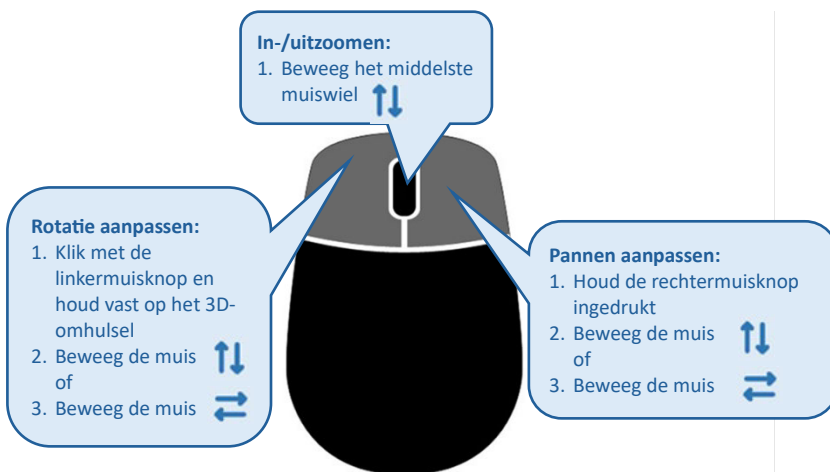 In-/uitzoomen:
1. Beweeg het middelste
muiswiel
Rotatie aanpassen:
1. Klik met de
linkermuisknop en
houd vast op het 3D-
omhulsel
2. Beweeg de muis
of
3. Beweeg de muis
Pannen aanpassen:
1. Houd de rechtermuisknop
ingedrukt
2. Beweeg de muis
of
3. Beweeg de muis